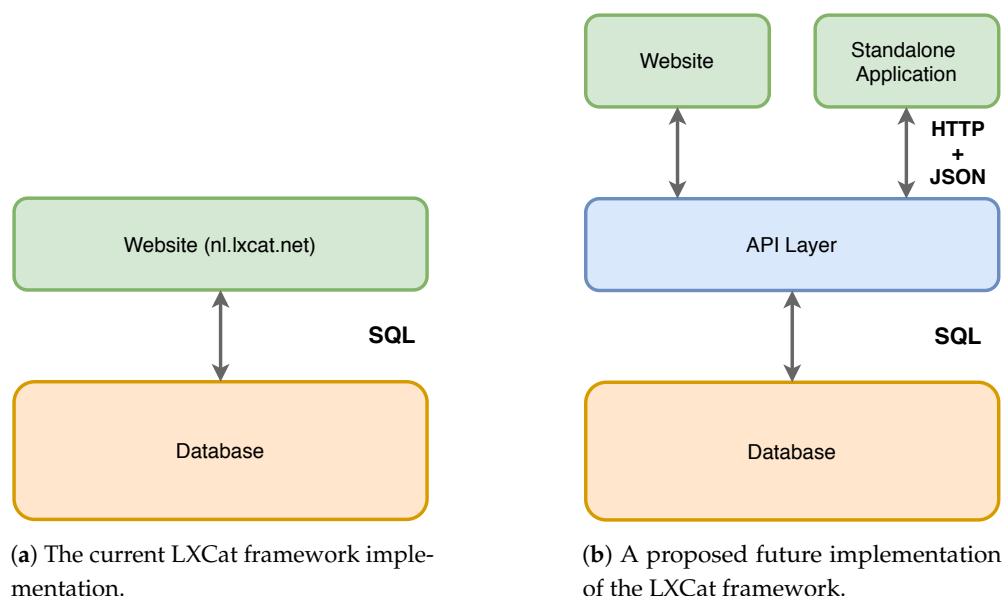 Website (nl.lxcat.net)
SQL
Database
(a) The current LXCat framework imple-
mentation.
Website
Standalone
Application
HTTP
+
JSON
API Layer
SQL
Database
(b) A proposed future implementation
of the LXCat framework.